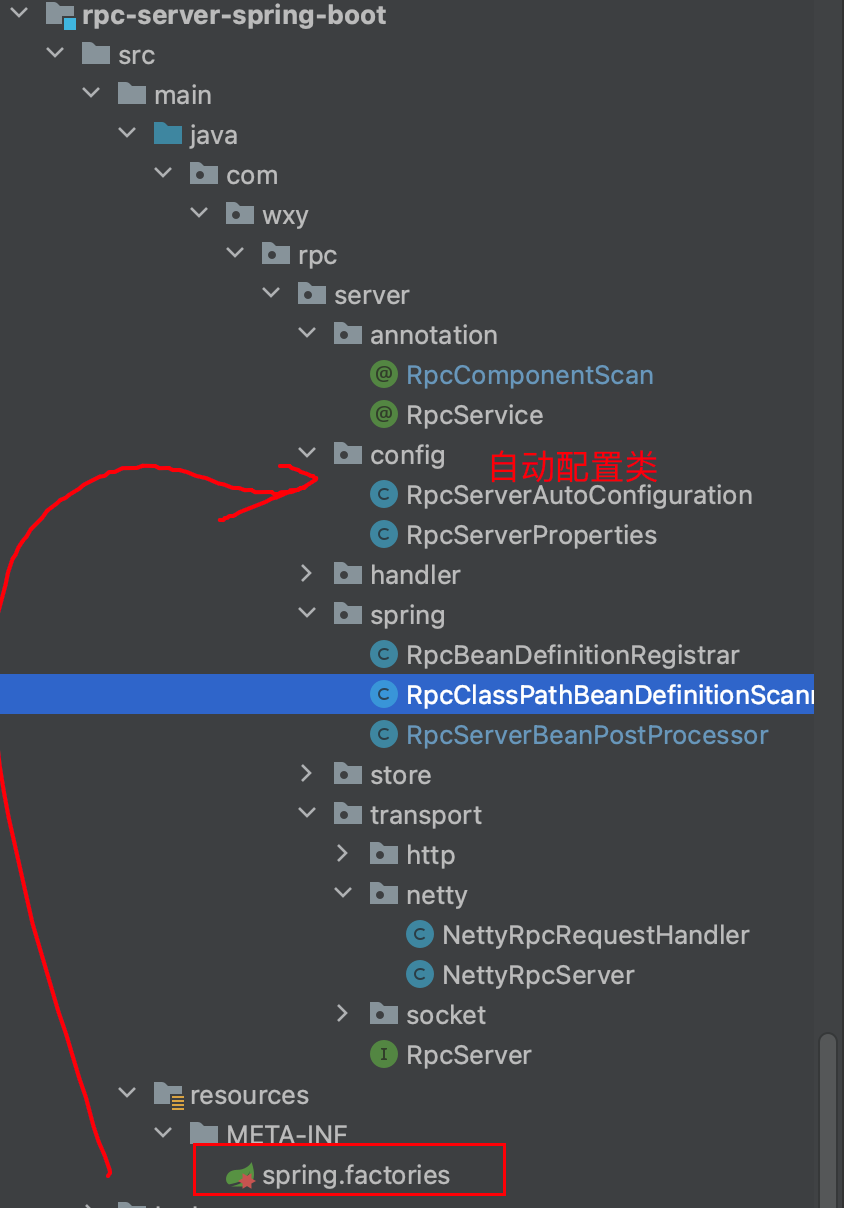 rpc-server-spring-boot
src
main
java
com
wxy
rpc
server
annotation
@ RpcComponentScan
@ RpcService
config
自动配置类
C RpcServerAutoConfiguration
C RpcServerProperties
handler
spring
C RpcBeanDefinitionRegistrar
C RpcClassPathBeanDefinitionScan
C RpcServerBeanPostProcessor
store
transport
http
netty
C NettyRpcRequestHandler
C NettyRpcServer
socket
I RpcServer
resources
META-INF
spring.factories